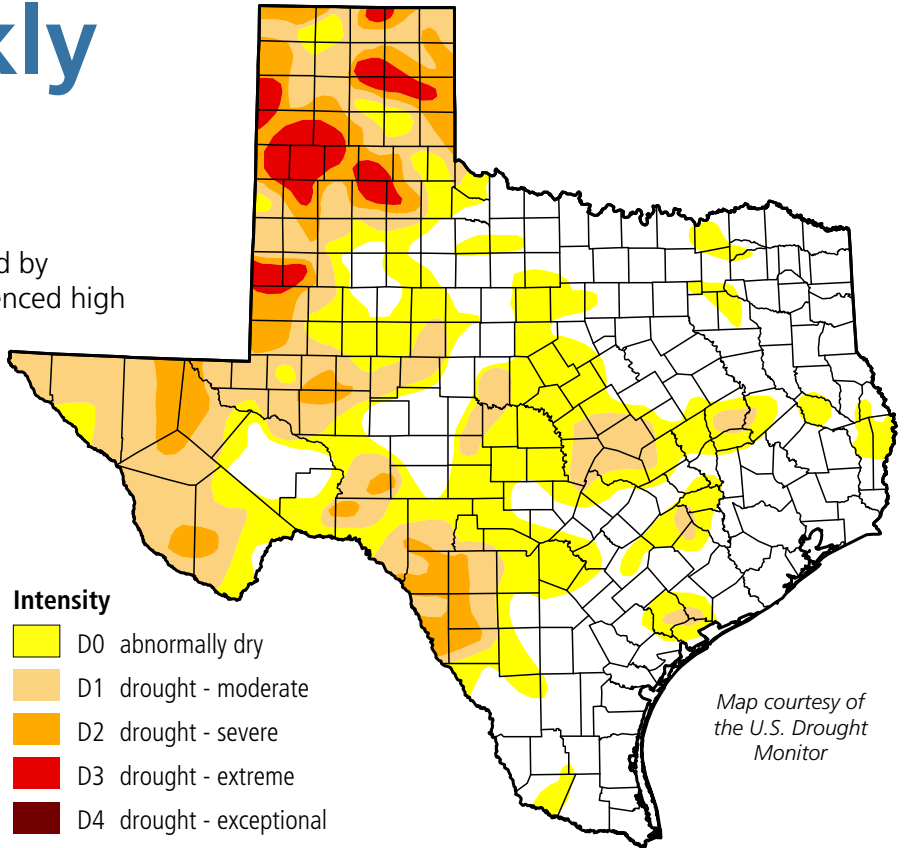 kly
d by
enced high
Intensity
D0 abnormally dry
D1 drought - moderate
D2 drought - severe
D3 drought - extreme
D4 drought - exceptional
Map courtesy of
the U.S. Drought
Monitor